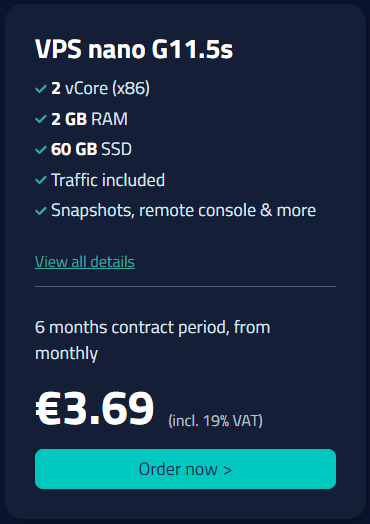 VPS nano G11.5s
2 vCore (x86)
2 GB RAM
60 GB SSD
Traffic included
Snapshots, remote console & more
View all details
6 months contract period, from
monthly
€3.69 (incl. 19% VAT)
Order now >